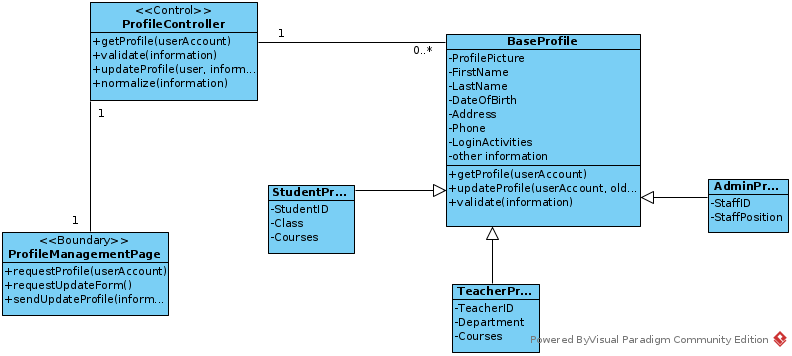 <<Control>>
ProfileController
+getProfile(userAccount)
+validate(information)
+updateProfile(user, inform...
+normalize(information)
1
0..*
BaseProfile
-ProfilePicture
-FirstName
-LastName
-DateOfBirth
-Address
-Phone
-LoginActivities
-other information
+getProfile(userAccount)
+updateProfile(userAccount, old...
+validate(information)
1
1
<<Boundary>>
ProfileManagementPage
+requestProfile(userAccount)
+requestUpdateForm()
+sendUpdateProfile(inform...
StudentPr...
-StudentID
-Class
-Courses
AdminPr...
-StaffID
-StaffPosition
TeacherPr...
-TeacherID
-Department
-Courses
Powered ByVisual Paradigm Community Edition